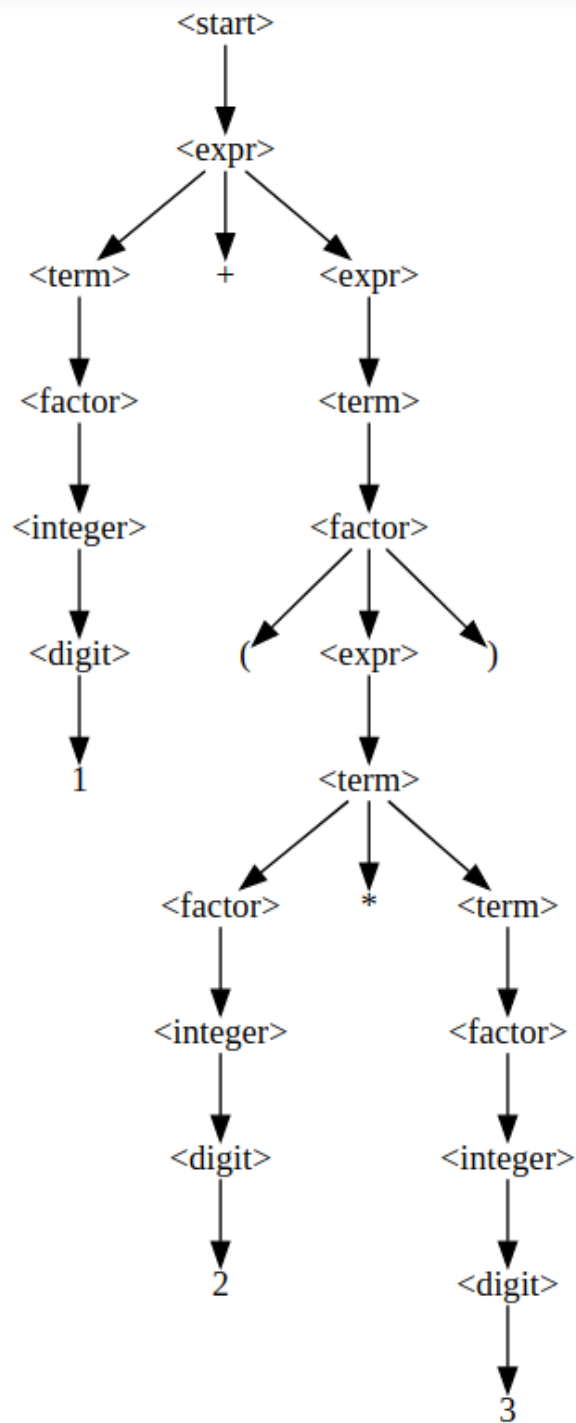 <start>
<expr>
<term> + <expr>
<factor> <term>
<integer> <factor>
<digit> ( <expr> )
1 <term>
<factor> * <term>
<integer> <factor>
<digit> <integer>
2 <digit>
3